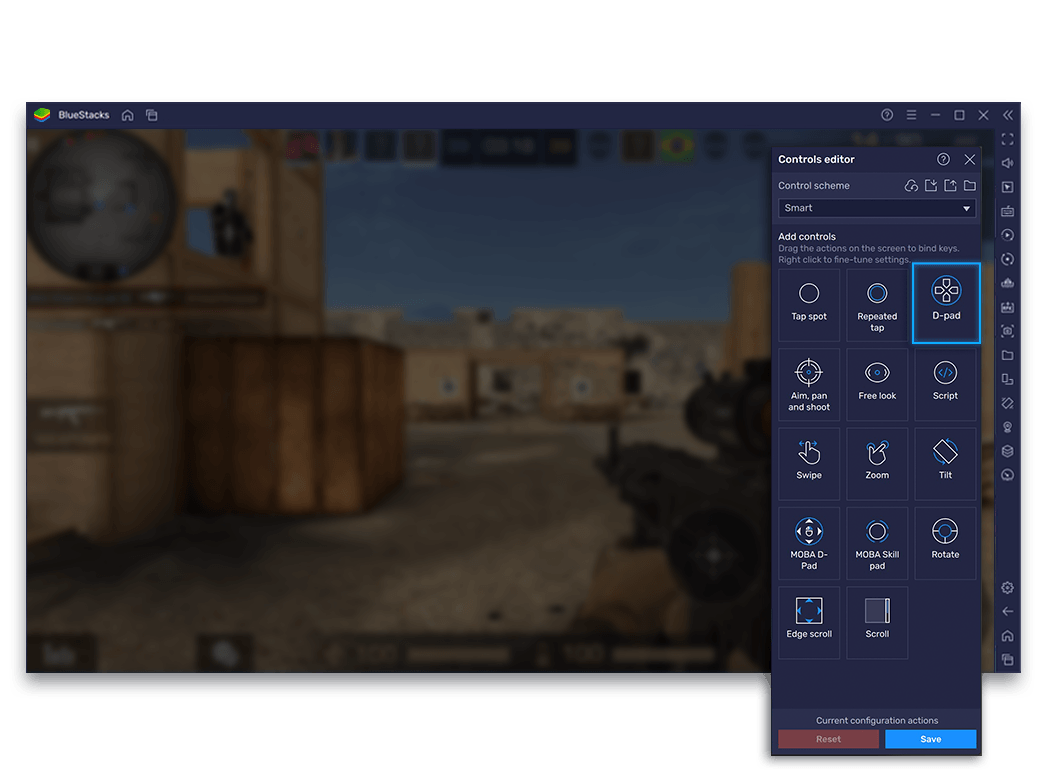 BlueStacks
Controls editor
Control scheme
Smart
Add controls
Drag the actions on the screen to bind keys.
Right click to fine-tune settings.
Tap spot
Repeated
tap
D-pad
Aim, pan
and shoot
Free look
Script
Swipe
Zoom
Tilt
MOBA D-
Pad
MOBA Skill
pad
Rotate
Edge scroll
Scroll
Current configuration actions
Reset
Save